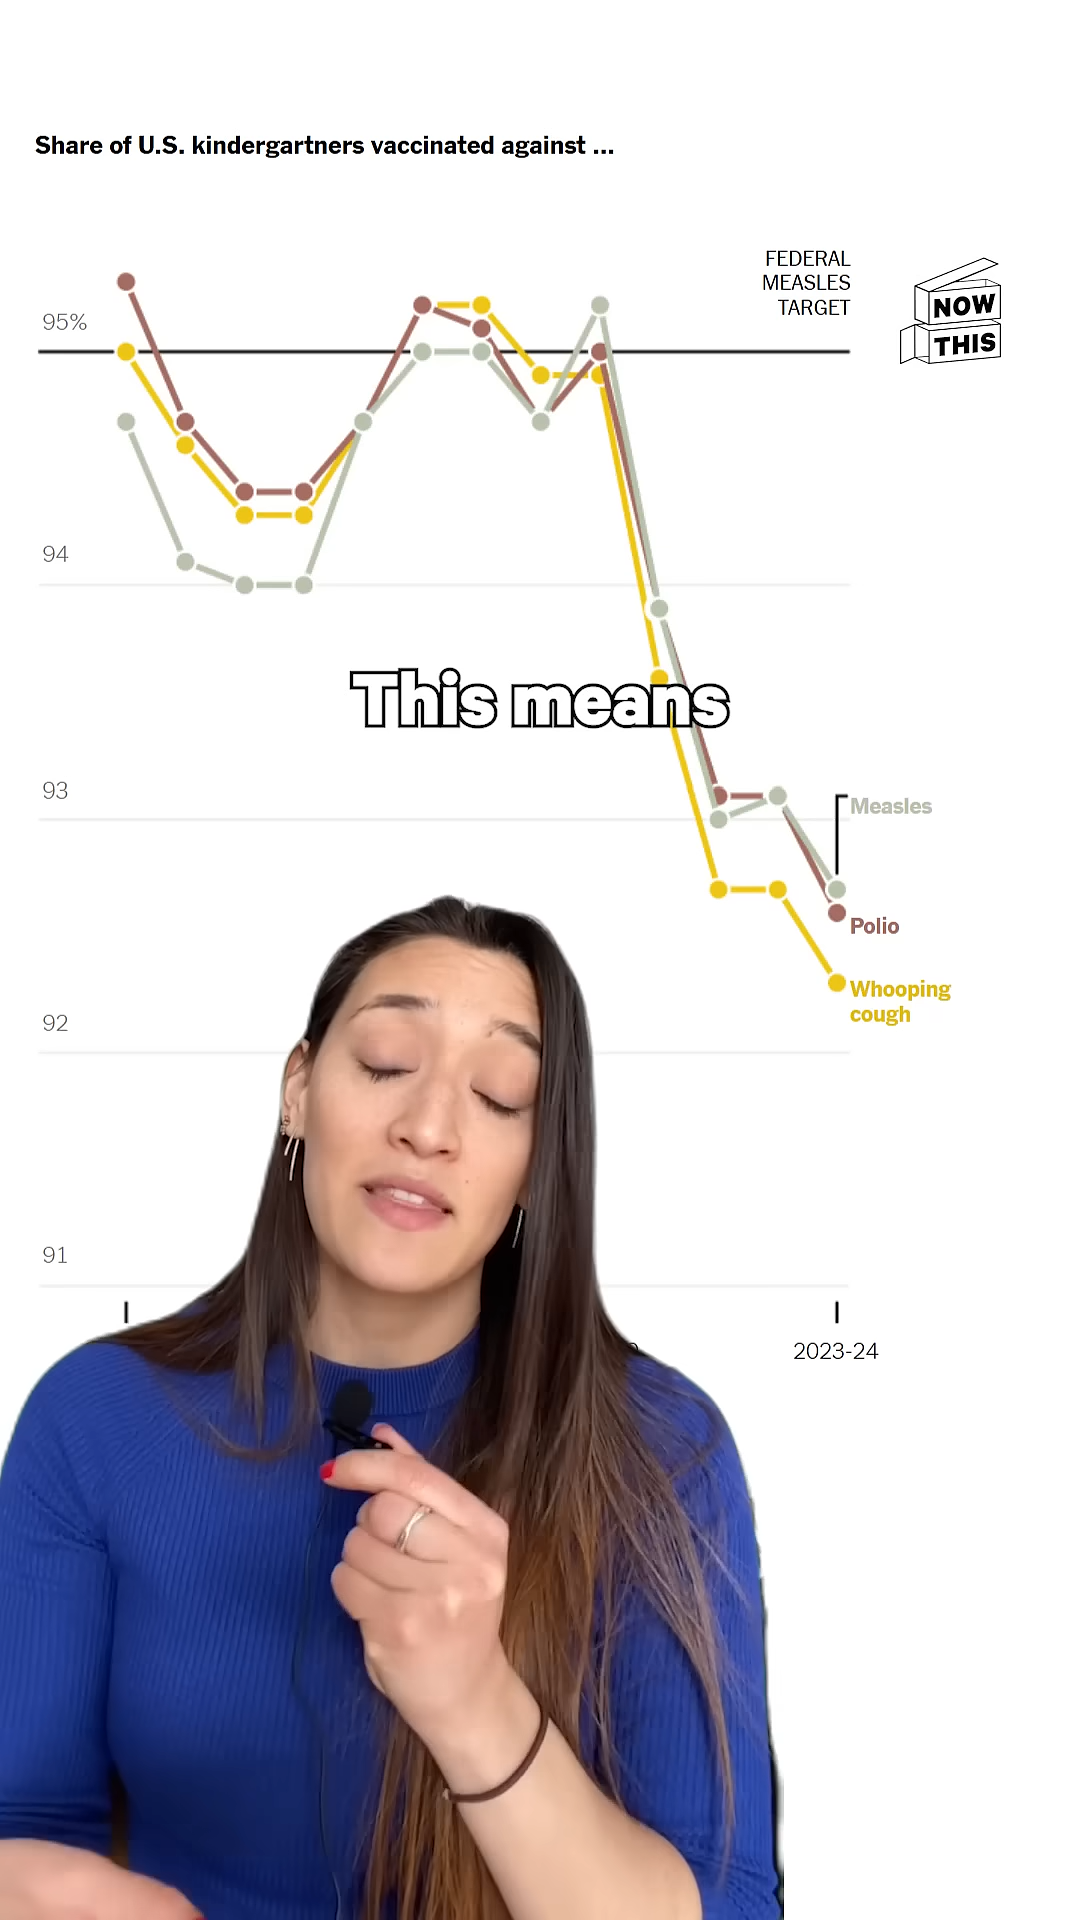 Share of U.S. kindergartners vaccinated against ...
FEDERAL
MEASLES
TARGET
NOW
THIS
95%
94
This means
93
Measles
Polio
Whooping
cough
92
91
2023-24